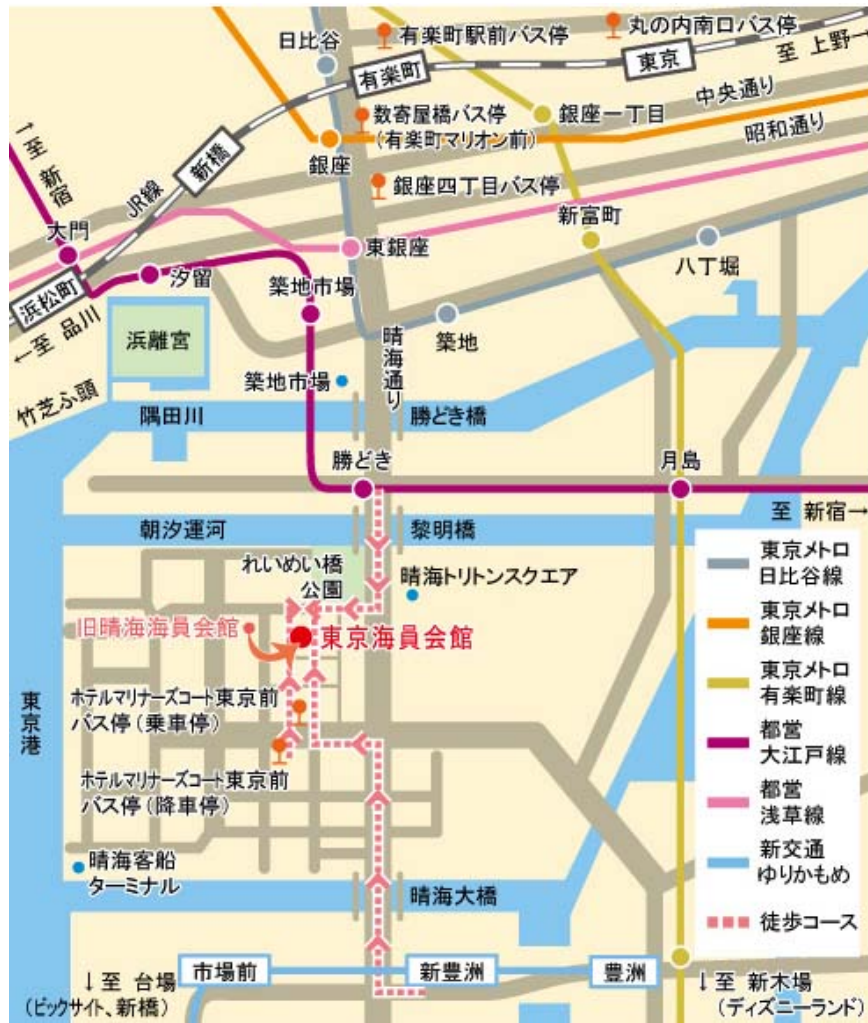 日比谷
有楽町駅前バス停
丸の内南口バス停
至 上野→
有楽町
東京
中央通り
数寄屋橋バス停
(有楽町マリオン前)
銀座一丁目
昭和通り
→至 新宿
JR線
新橋
銀座
銀座四丁目バス停
新富町
大門
東銀座
八丁堀
浜松町
汐留
築地市場
←至 品川
浜離宮
築地
晴海通り
竹芝ふ頭
築地市場
隅田川
勝どき橋
勝どき
月島
至 新宿→
朝汐運河
黎明橋
れいめい橋
公園
晴海トリトンスクエア
旧晴海海員会館
東京海員会館
東京港
ホテルマリナーズコート東京前
バス停(乗車停)
ホテルマリナーズコート東京前
バス停(降車停)
晴海客船
ターミナル
晴海大橋
市場前
新豊洲
豊洲
↓至 台場
(ビックサイト、新橋)
↓至 新木場
(ディズニーランド)
東京メトロ
日比谷線
東京メトロ
銀座線
東京メトロ
有楽町線
都営
大江戸線
都営
浅草線
新交通
ゆりかもめ
徒歩コース